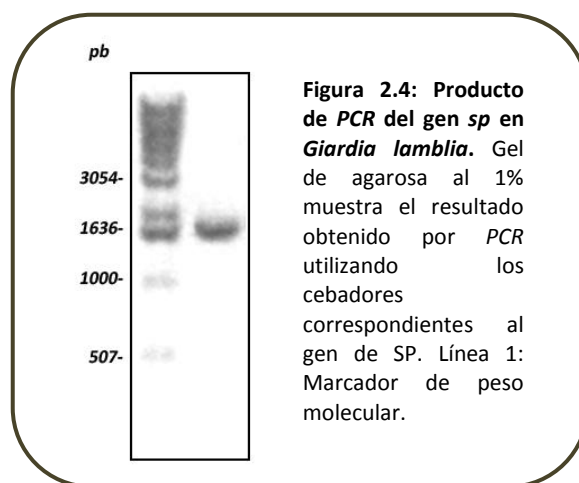 pb
3054-
1636-
1000-
507-
Figura 2.4: Producto
de PCR del gen sp en
Giardia lamblia. Gel
de agarosa al 1%
muestra el resultado
obtenido por PCR
utilizando los
cebadores
correspondientes al
gen de SP. Línea 1:
Marcador de peso
molecular.